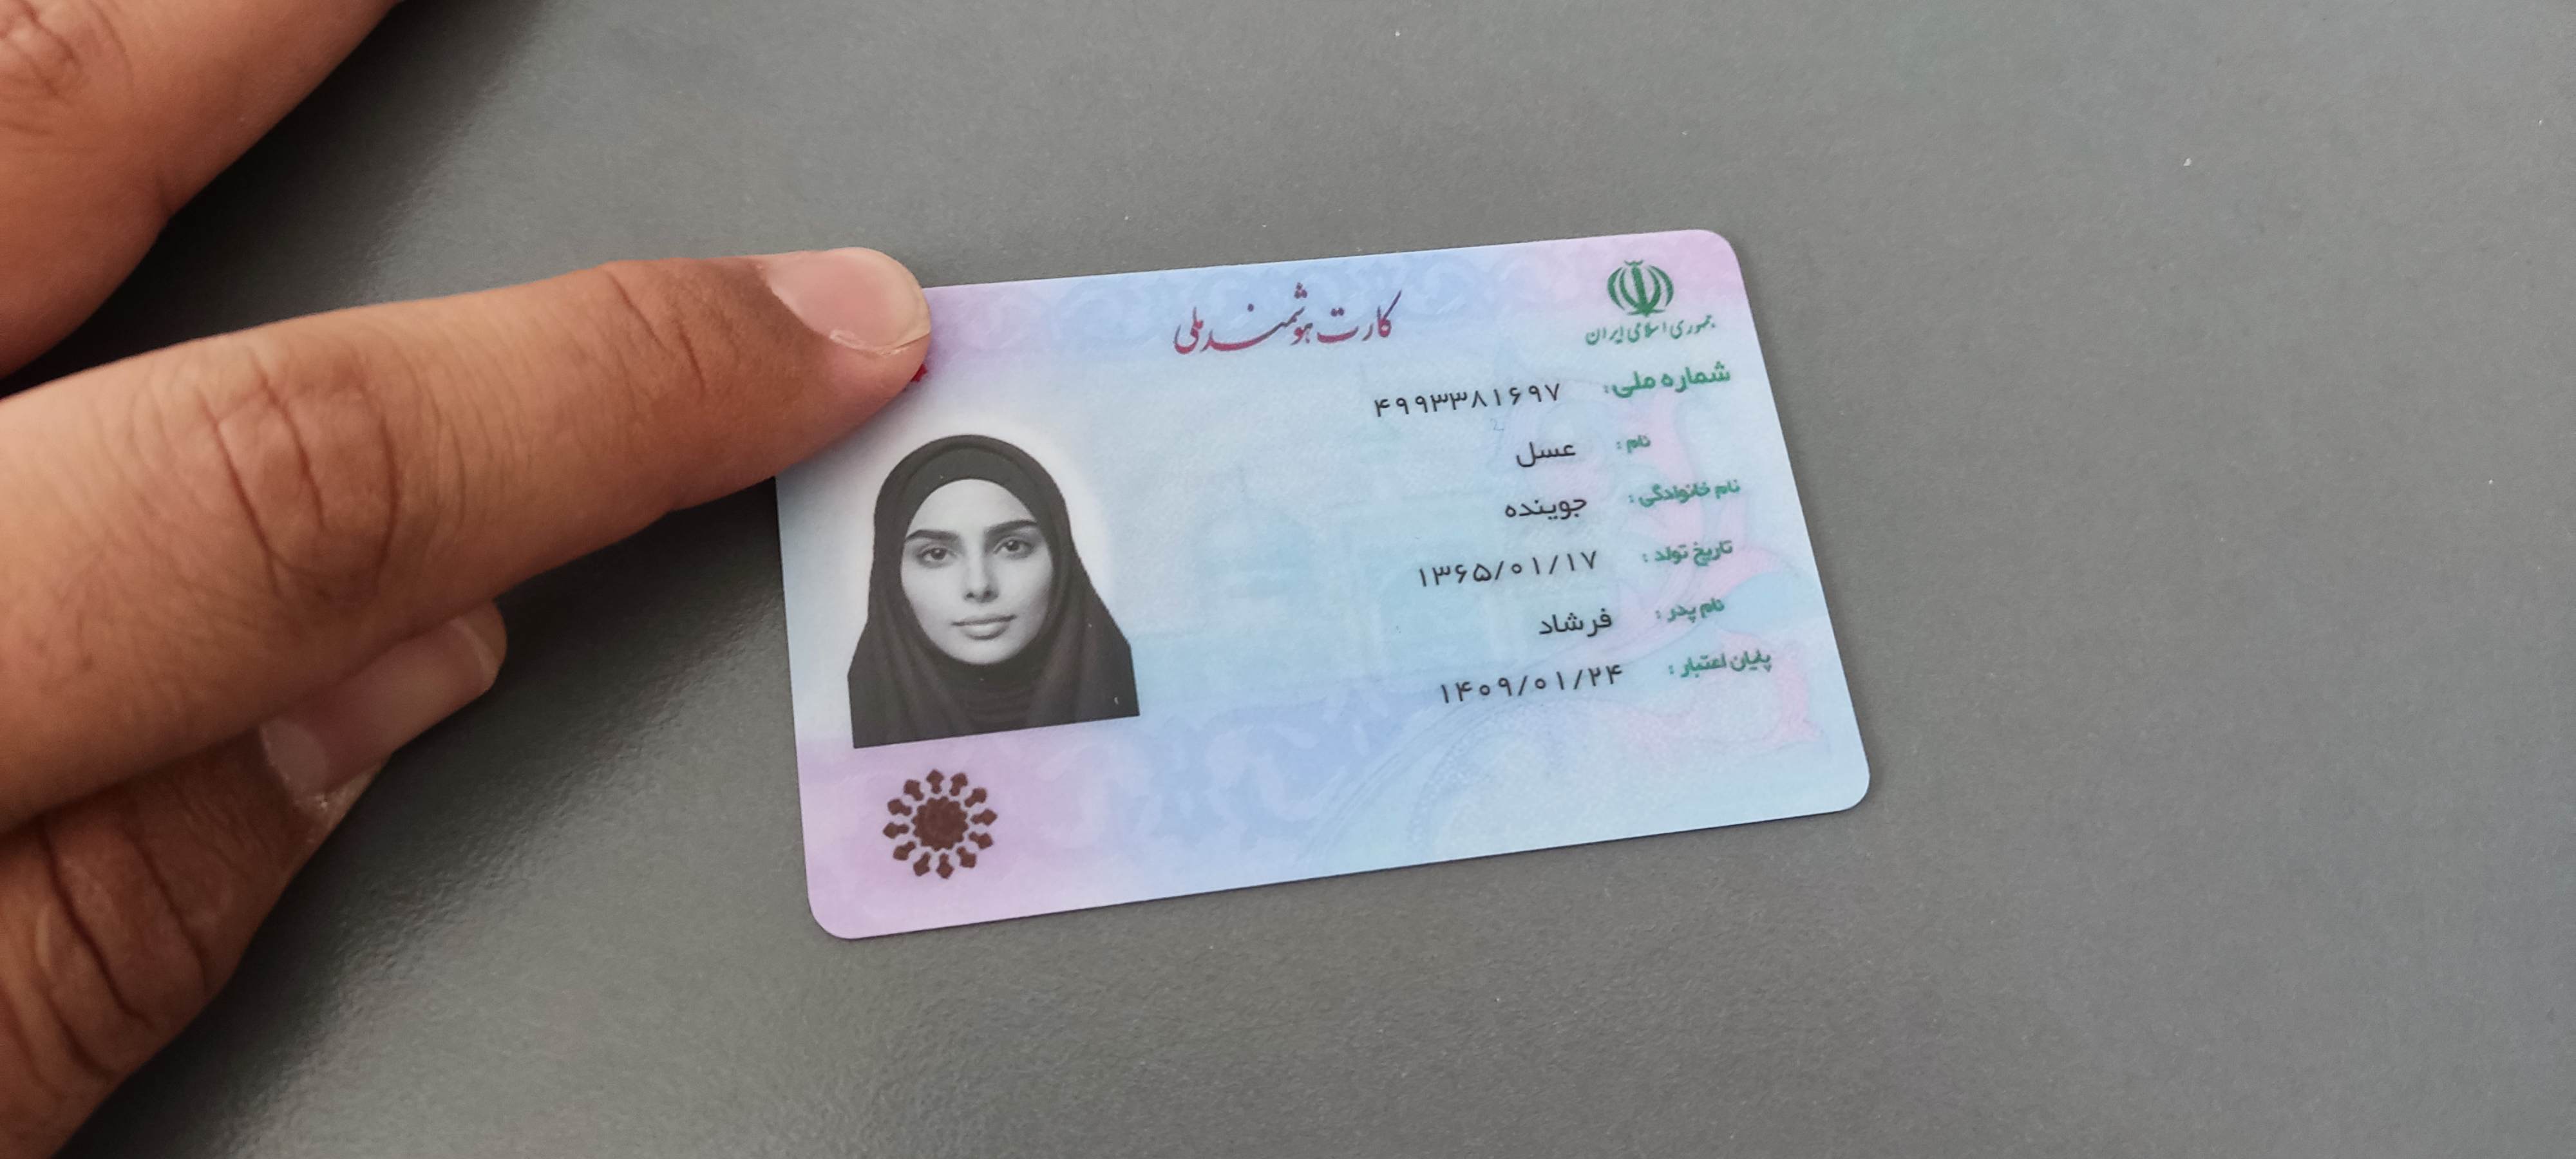 جمهوری اسلامی ایران
کارت هوشمند ملی
شماره ملی: ۴۹۹۳۳۸۱۶۹۷
نام: عسل
نام خانوادگی: جوینده
تاریخ تولد: ۱۳۶۵/۰۱/۱۷
نام پدر: فرشاد
پایان اعتبار: ۱۴۰۹/۰۱/۲۴